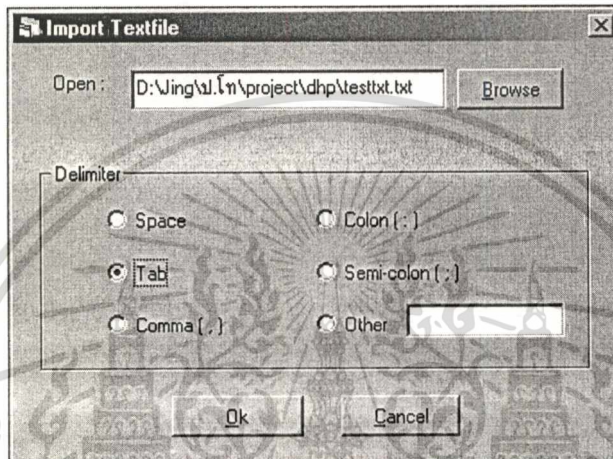 Import Textfile
Open : D:\Jing\ป.โท\project\dhp\testtxt.txt Browse
Delimiter
Space Colon ( : )
Tab Semi-colon ( ; )
Comma ( , ) Other
Ok Cancel